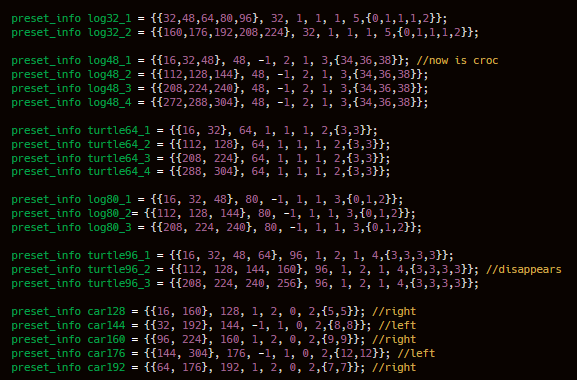 preset_info log32_1 = {{32,48,64,80,96}, 32, 1, 1, 1, 5,{0,1,1,1,2}};
preset_info log32_2 = {{160,176,192,208,224}, 32, 1, 1, 1, 5,{0,1,1,1,2}};
preset_info log48_1 = {{16,32,48}, 48, -1, 2, 1, 3,{34,36,38}}; //now is croc
preset_info log48_2 = {{112,128,144}, 48, -1, 2, 1, 3,{34,36,38}};
preset_info log48_3 = {{208,224,240}, 48, -1, 2, 1, 3,{34,36,38}};
preset_info log48_4 = {{272,288,304}, 48, -1, 2, 1, 3,{34,36,38}};
preset_info turtle64_1 = {{16, 32}, 64, 1, 1, 1, 2,{3,3}};
preset_info turtle64_2 = {{112, 128}, 64, 1, 1, 1, 2,{3,3}};
preset_info turtle64_3 = {{208, 224}, 64, 1, 1, 1, 2,{3,3}};
preset_info turtle64_4 = {{288, 304}, 64, 1, 1, 1, 2,{3,3}};
preset_info log80_1 = {{16, 32, 48}, 80, -1, 1, 1, 3,{0,1,2}};
preset_info log80_2= {{112, 128, 144}, 80, -1, 1, 1, 3,{0,1,2}};
preset_info log80_3 = {{208, 224, 240}, 80, -1, 1, 1, 3,{0,1,2}};
preset_info turtle96_1 = {{16, 32, 48, 64}, 96, 1, 2, 1, 4,{3,3,3,3}};
preset_info turtle96_2 = {{112, 128, 144, 160}, 96, 1, 2, 1, 4,{3,3,3,3}}; //disappears
preset_info turtle96_3 = {{208, 224, 240, 256}, 96, 1, 2, 1, 4,{3,3,3,3}};
preset_info car128 = {{16, 160}, 128, 1, 2, 0, 2,{5,5}}; //right
preset_info car144 = {{32, 192}, 144, -1, 1, 0, 2,{8,8}}; //left
preset_info car160 = {{96, 224}, 160, 1, 2, 0, 2,{9,9}}; //right
preset_info car176 = {{144, 304}, 176, -1, 1, 0, 2,{12,12}}; //left
preset_info car192 = {{64, 176}, 192, 1, 2, 0, 2,{7,7}}; //right